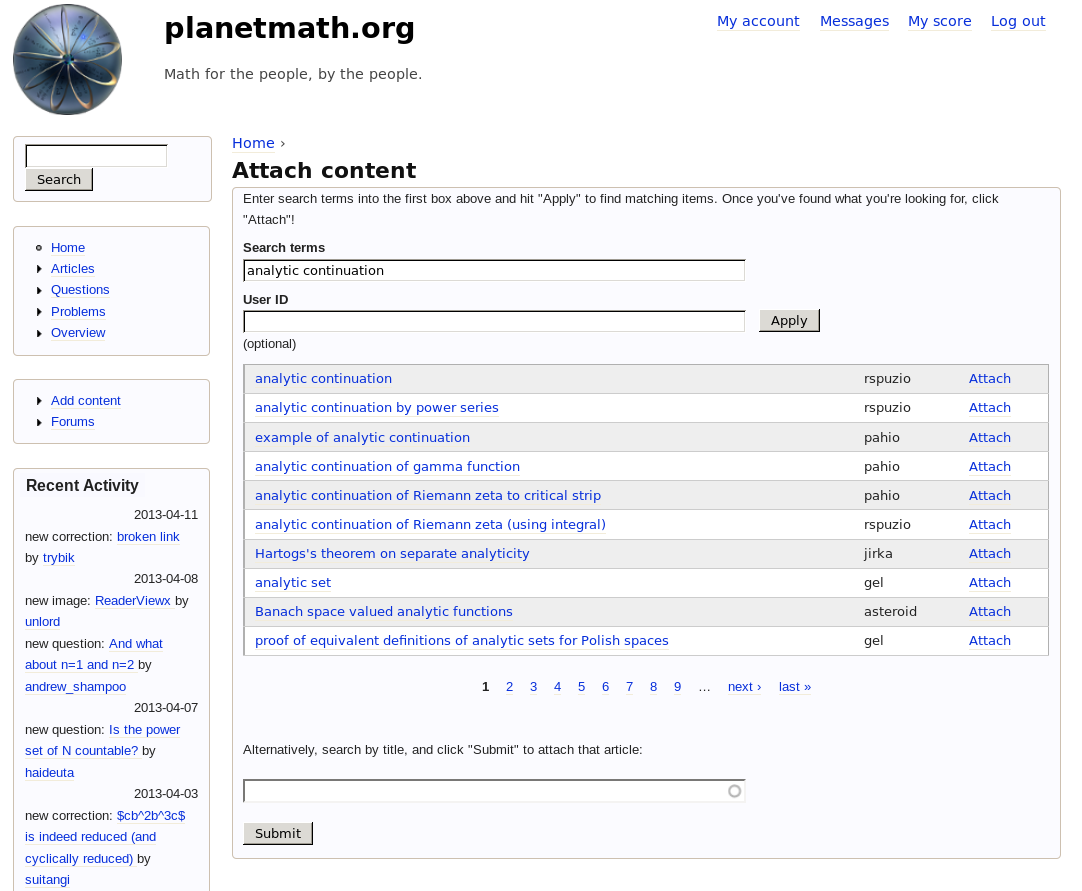 planetmath.org
Math for the people, by the people.
My account Messages My score Log out
Search
Home
Articles
Questions
Problems
Overview
Add content
Forums
Recent Activity
2013-04-11
new correction: broken link
by trybik
2013-04-08
new image: ReaderViewx by
unlord
new question: And what
about n=1 and n=2 by
andrew_shampoo
2013-04-07
new question: Is the power
set of N countable? by
haideuta
2013-04-03
new correction: $cb^2b^3c$
is indeed reduced (and
cyclically reduced) by
suitangi
Home ›
Attach content
Enter search terms into the first box above and hit "Apply" to find matching items. Once you've found what you're looking for, click
"Attach"!
Search terms
analytic continuation
User ID
Apply
(optional)
analytic continuation rspuzio Attach
analytic continuation by power series rspuzio Attach
example of analytic continuation pahio Attach
analytic continuation of gamma function pahio Attach
analytic continuation of Riemann zeta to critical strip pahio Attach
analytic continuation of Riemann zeta (using integral) rspuzio Attach
Hartogs's theorem on separate analyticity jirka Attach
analytic set gel Attach
Banach space valued analytic functions asteroid Attach
proof of equivalent definitions of analytic sets for Polish spaces gel Attach
1 2 3 4 5 6 7 8 9 … next › last »
Alternatively, search by title, and click "Submit" to attach that article:
Submit